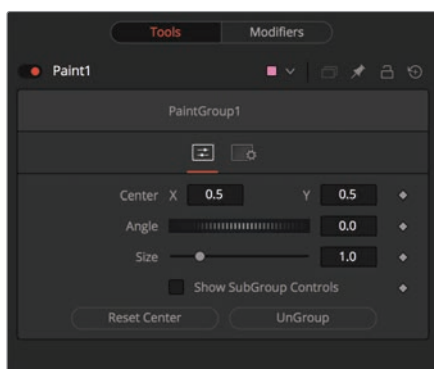 Tools Modifiers
Paint1
PaintGroup1
Center X 0.5 Y 0.5
Angle 0.0
Size 1.0
Show SubGroup Controls
Reset Center UnGroup